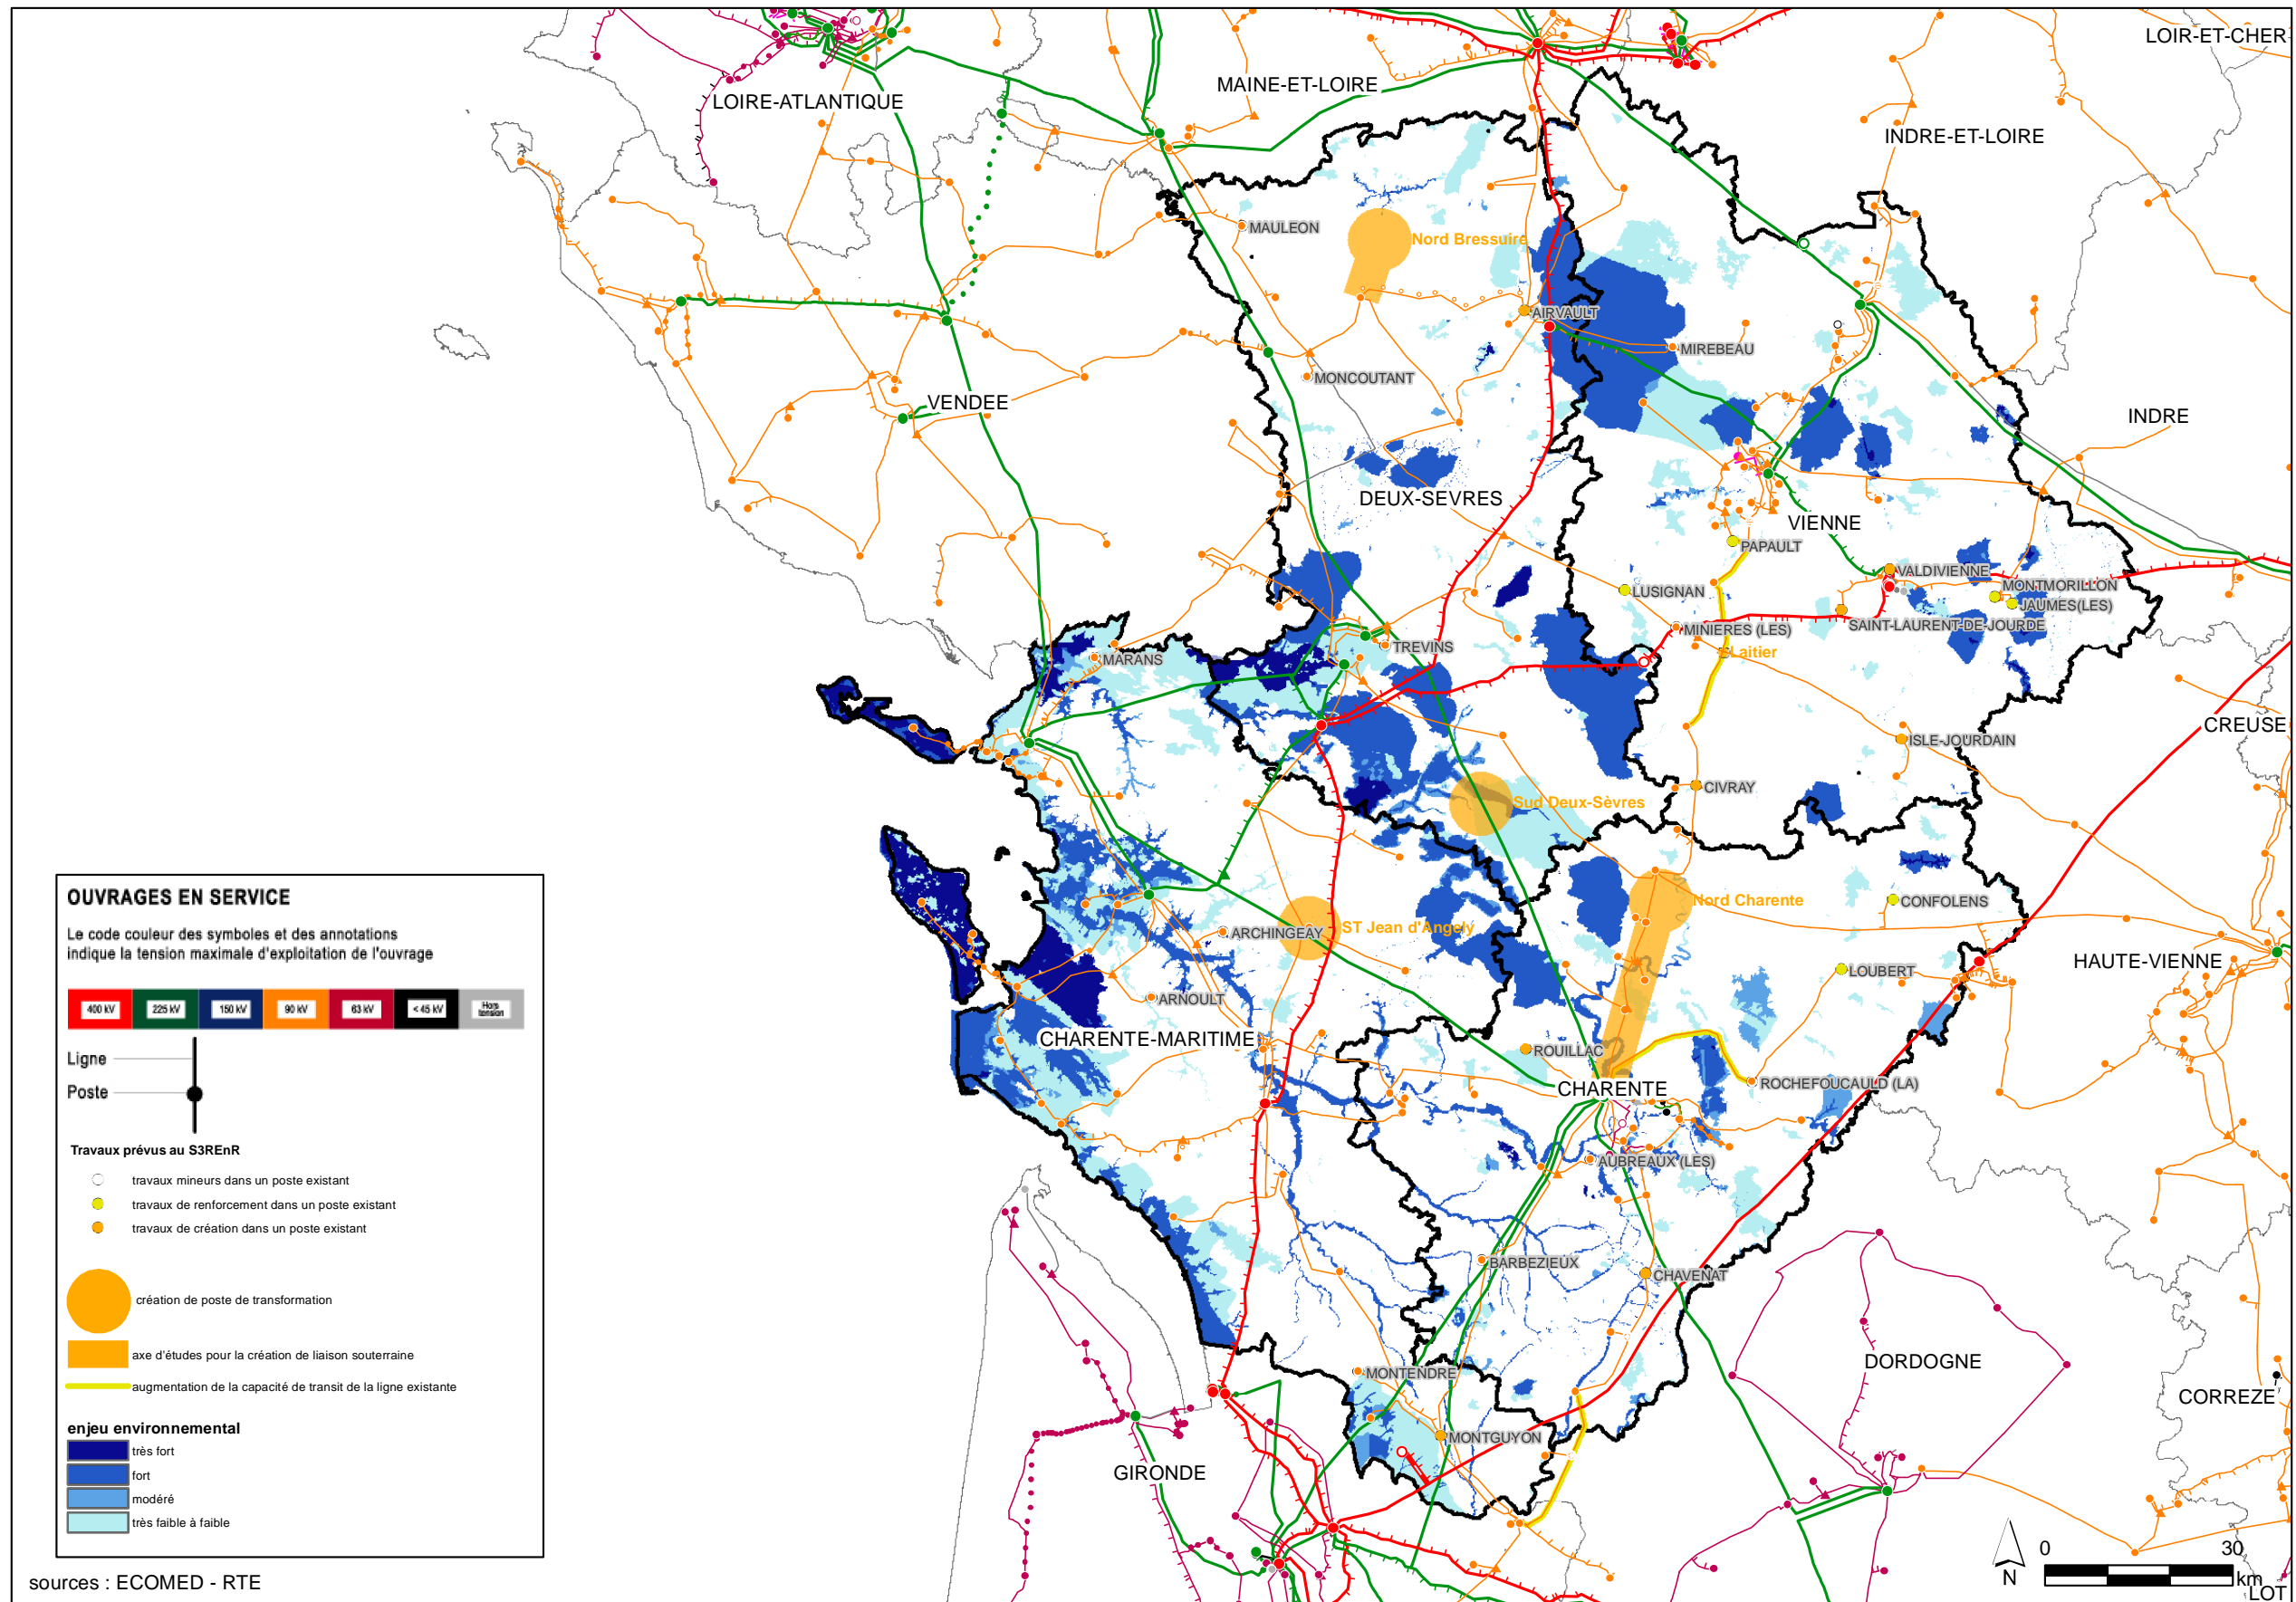 LOIR-ET-CHER
MAINE-ET-LOIRE
LOIRE-ATLANTIQUE
INDRE-ET-LOIRE
MAULEON
Nord Bressuire
AIRVAULT
MIREBEAU
MONCOUTANT
VENDEE
INDRE
DEUX-SEVRES
VIENNE
PAPAULT
VALDIVIENNE
MONTMORILLON
LUSIGNAN
JAUMES(LES)
SAINT-LAURENT-DE-JOURDE
MINIERES (LES)
TREVINS
Laitier
MARANS
CREUSE
ISLE-JOURDAIN
CIVRAY
Sud Deux-Sèvres
Nord Charente
CONFOLENS
ST Jean d'Angely
ARCHINGEAY
HAUTE-VIENNE
LOUBERT
ARNOULT
CHARENTE-MARITIME
ROUILLAC
CHARENTE
ROCHEFOUCAULD (LA)
AUBREAUX (LES)
BARBEZIEUX
CHAVENAT
DORDOGNE
MONTENDRE
CORREZE
MONTGUYON
GIRONDE
OUVRAGES EN SERVICE
Le code couleur des symboles et des annotations
indique la tension maximale d'exploitation de l'ouvrage
400 kV 225 kV 150 kV 90 kV 63 kV < 45 kV Hors tension
Ligne
Poste
Travaux prévus au S3REnR
travaux mineurs dans un poste existant
travaux de renforcement dans un poste existant
travaux de création dans un poste existant
création de poste de transformation
axe d'études pour la création de liaison souterraine
augmentation de la capacité de transit de la ligne existante
enjeu environnemental
très fort
fort
modéré
très faible à faible
sources : ECOMED - RTE
N
0 30
km
LOT